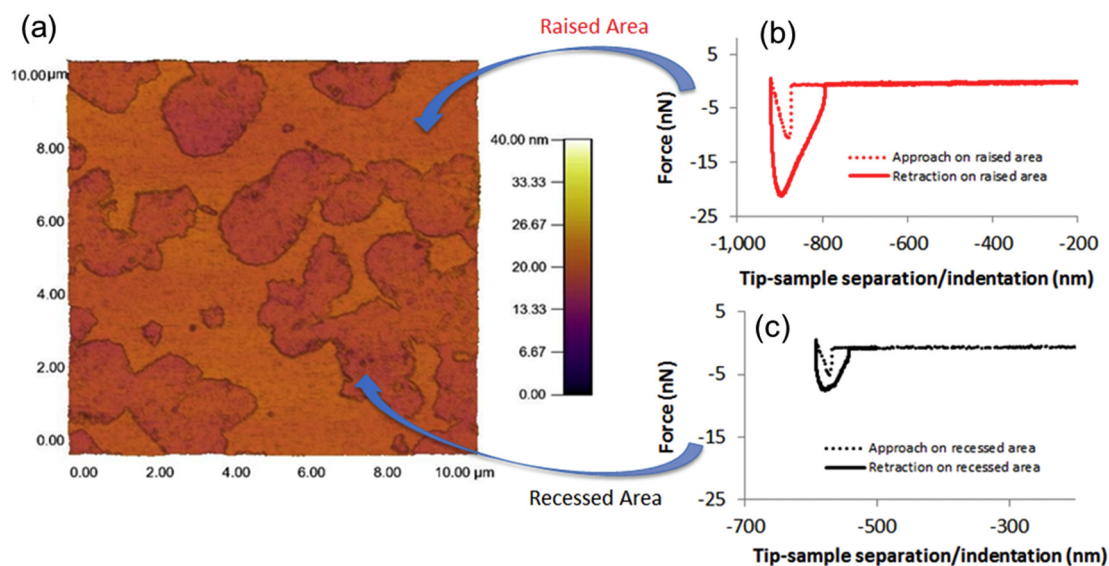 (a)
Raised Area
10.00 µm
8.00
6.00
4.00
2.00
0.00
0.00
2.00
4.00
6.00
8.00
10.00 µm
40.00 nm
33.33
26.67
20.00
13.33
6.67
0.00
Recessed Area
(b)
5
-5
-15
-25
Force (nN)
Approach on raised area
Retraction on raised area
-1,000
-800
-600
-400
-200
Tip-sample separation/indentation (nm)
(c)
5
-5
-15
-25
Force (nN)
Approach on recessed area
Retraction on recessed area
-700
-500
-300
Tip-sample separation/indentation (nm)